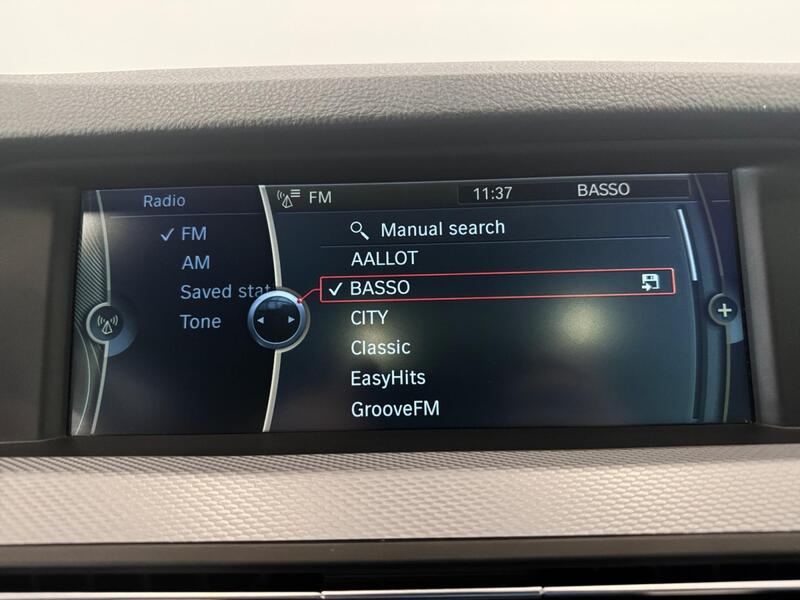 Radio
FM
AM
Saved stat
Tone
FM 11:37 BASSO
Manual search
AALLOT
BASSO
CITY
Classic
EasyHits
GrooveFM